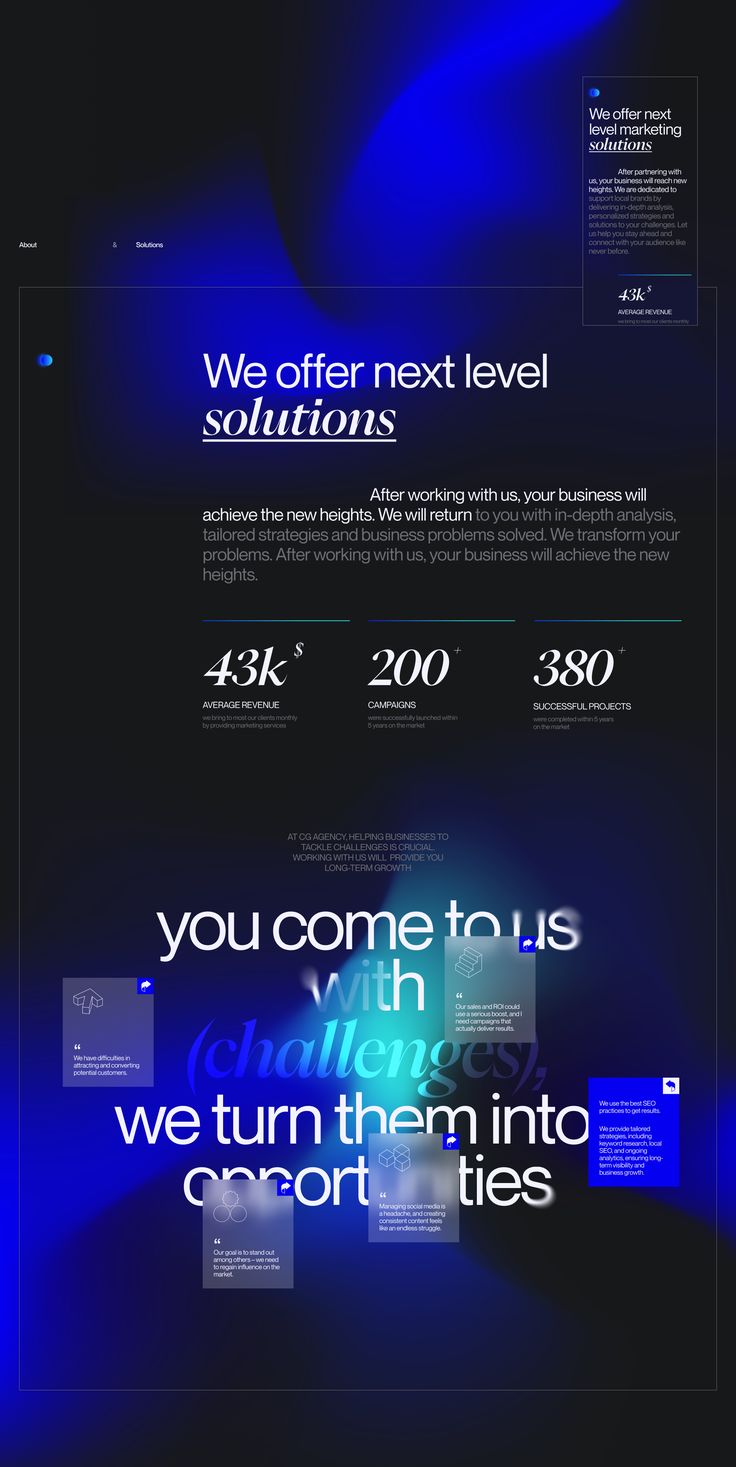 We offer next
level marketing
solutions
After partnering with
us, your business will reach new
heights. We are dedicated to
support local brands by
delivering in-depth analysis,
personalized strategies and
solutions to your challenges. Let
us help you stay ahead and
connect with your audience like
never before.
43k $
AVERAGE REVENUE
we bring to most our clients monthly
About & Solutions
We offer next level
solutions
After working with us, your business will
achieve the new heights. We will return to you with in-depth analysis,
tailored strategies and business problems solved. We transform your
problems. After working with us, your business will achieve the new
heights.
43k $
AVERAGE REVENUE
we bring to most our clients monthly
by providing marketing services
200 +
CAMPAIGNS
were successfully launched within
5 years on the market
380 +
SUCCESSFUL PROJECTS
were completed within 5 years
on the market
AT CG AGENCY, HELPING BUSINESSES TO
TACKLE CHALLENGES IS CRUCIAL.
WORKING WITH US WILL PROVIDE YOU
LONG-TERM GROWTH
you come to us
with
(challenges),
we turn them into
opportunities
“
Our sales and ROI could
use a serious boost, and I
need campaigns that
actually deliver results.
“
We have difficulties in
attracting and converting
potential customers.
We use the best SEO
practices to get results.
We provide tailored
strategies, including
keyword research, local
SEO, and ongoing
analytics, ensuring long-
term visibility and
business growth.
“
Managing social media is
a headache, and creating
consistent content feels
like an endless struggle.
“
Our goal is to stand out
among others – we need
to regain influence on the
market.